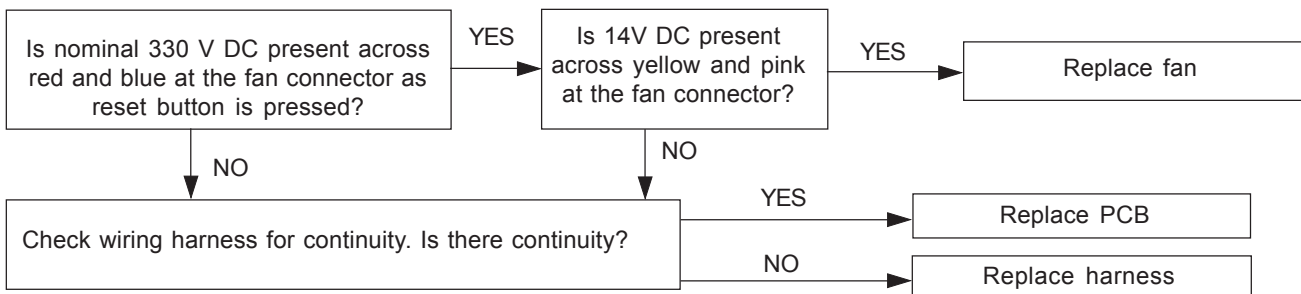 Is nominal 330 V DC present across
red and blue at the fan connector as
reset button is pressed?
YES
Is 14V DC present
across yellow and pink
at the fan connector?
YES
Replace fan
NO
NO
Check wiring harness for continuity. Is there continuity?
YES
Replace PCB
NO
Replace harness